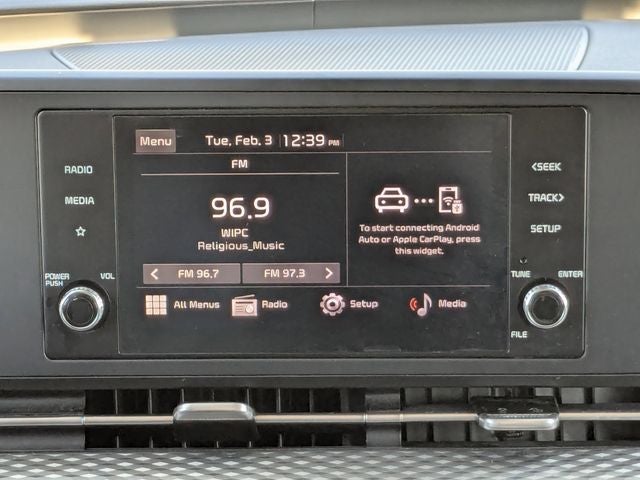 Menu Tue, Feb. 3 12:39 PM
FM
96.9
WIPC
Religious_Music
FM 96.7 FM 97.3
To start connecting Android
Auto or Apple CarPlay, press
this widget.
All Menus Radio Setup Media
RADIO
MEDIA
POWER
PUSH
VOL
<SEEK
TRACK>
SETUP
TUNE
ENTER
FILE